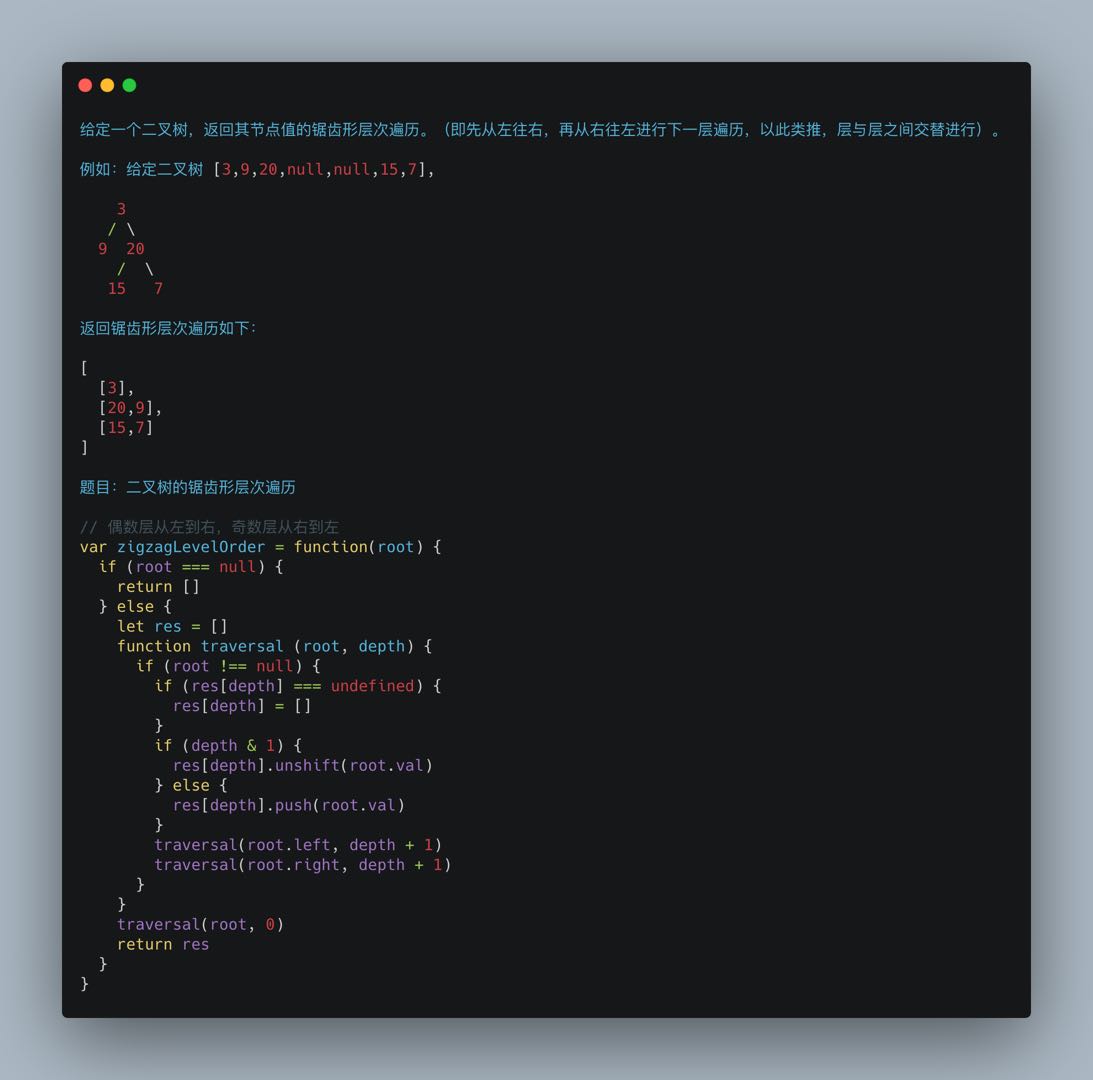 给定一个二叉树，返回其节点值的锯齿形层次遍历。（即先从左往右，再从右往左进行下一层遍历，以此类推，层与层之间交替进行）。
例如：给定二叉树 [3,9,20,null,null,15,7],
    3
   / \
  9  20
    /  \
   15   7
返回锯齿形层次遍历如下：
[
  [3],
  [20,9],
  [15,7]
]
题目：二叉树的锯齿形层次遍历
// 偶数层从左到右，奇数层从右到左
var zigzagLevelOrder = function(root) {
  if (root === null) {
    return []
  } else {
    let res = []
    function traversal (root, depth) {
      if (root !== null) {
        if (res[depth] === undefined) {
          res[depth] = []
        }
        if (depth & 1) {
          res[depth].unshift(root.val)
        } else {
          res[depth].push(root.val)
        }
        traversal(root.left, depth + 1)
        traversal(root.right, depth + 1)
      }
    }
    traversal(root, 0)
    return res
  }
}